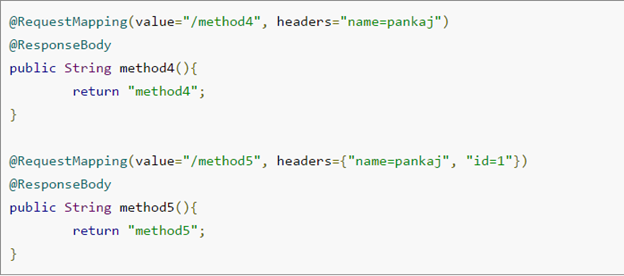 @RequestMapping(value="/method4", headers="name=pankaj")
@ResponseBody
public String method4(){
        return "method4";
}

@RequestMapping(value="/method5", headers={"name=pankaj", "id=1"})
@ResponseBody
public String method5(){
        return "method5";
}